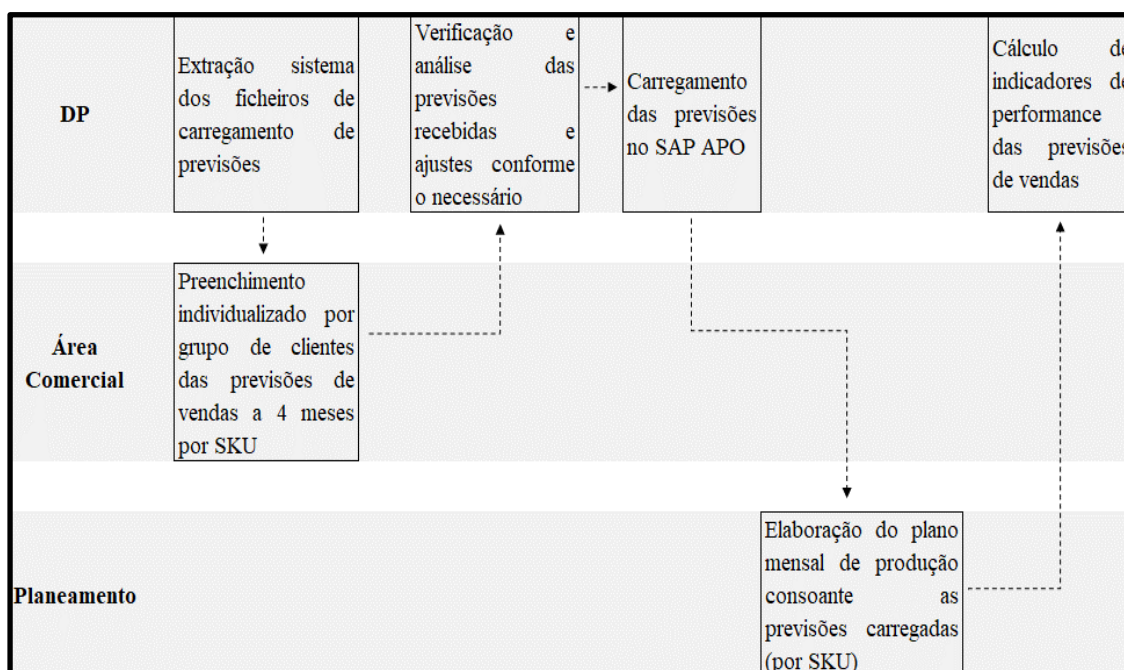 DP
Extração sistema
dos ficheiros de
carregamento de
previsões
Verificação e
análise das
previsões
recebidas e
ajustes conforme
o necessário
Carregamento
das previsões
no SAP APO
Cálculo de
indicadores de
performance
das previsões
de vendas
Área
Comercial
Preenchimento
individualizado por
grupo de clientes
das previsões de
vendas a 4 meses
por SKU
Planeamento
Elaboração do plano
mensal de produção
consoante as
previsões carregadas
(por SKU)